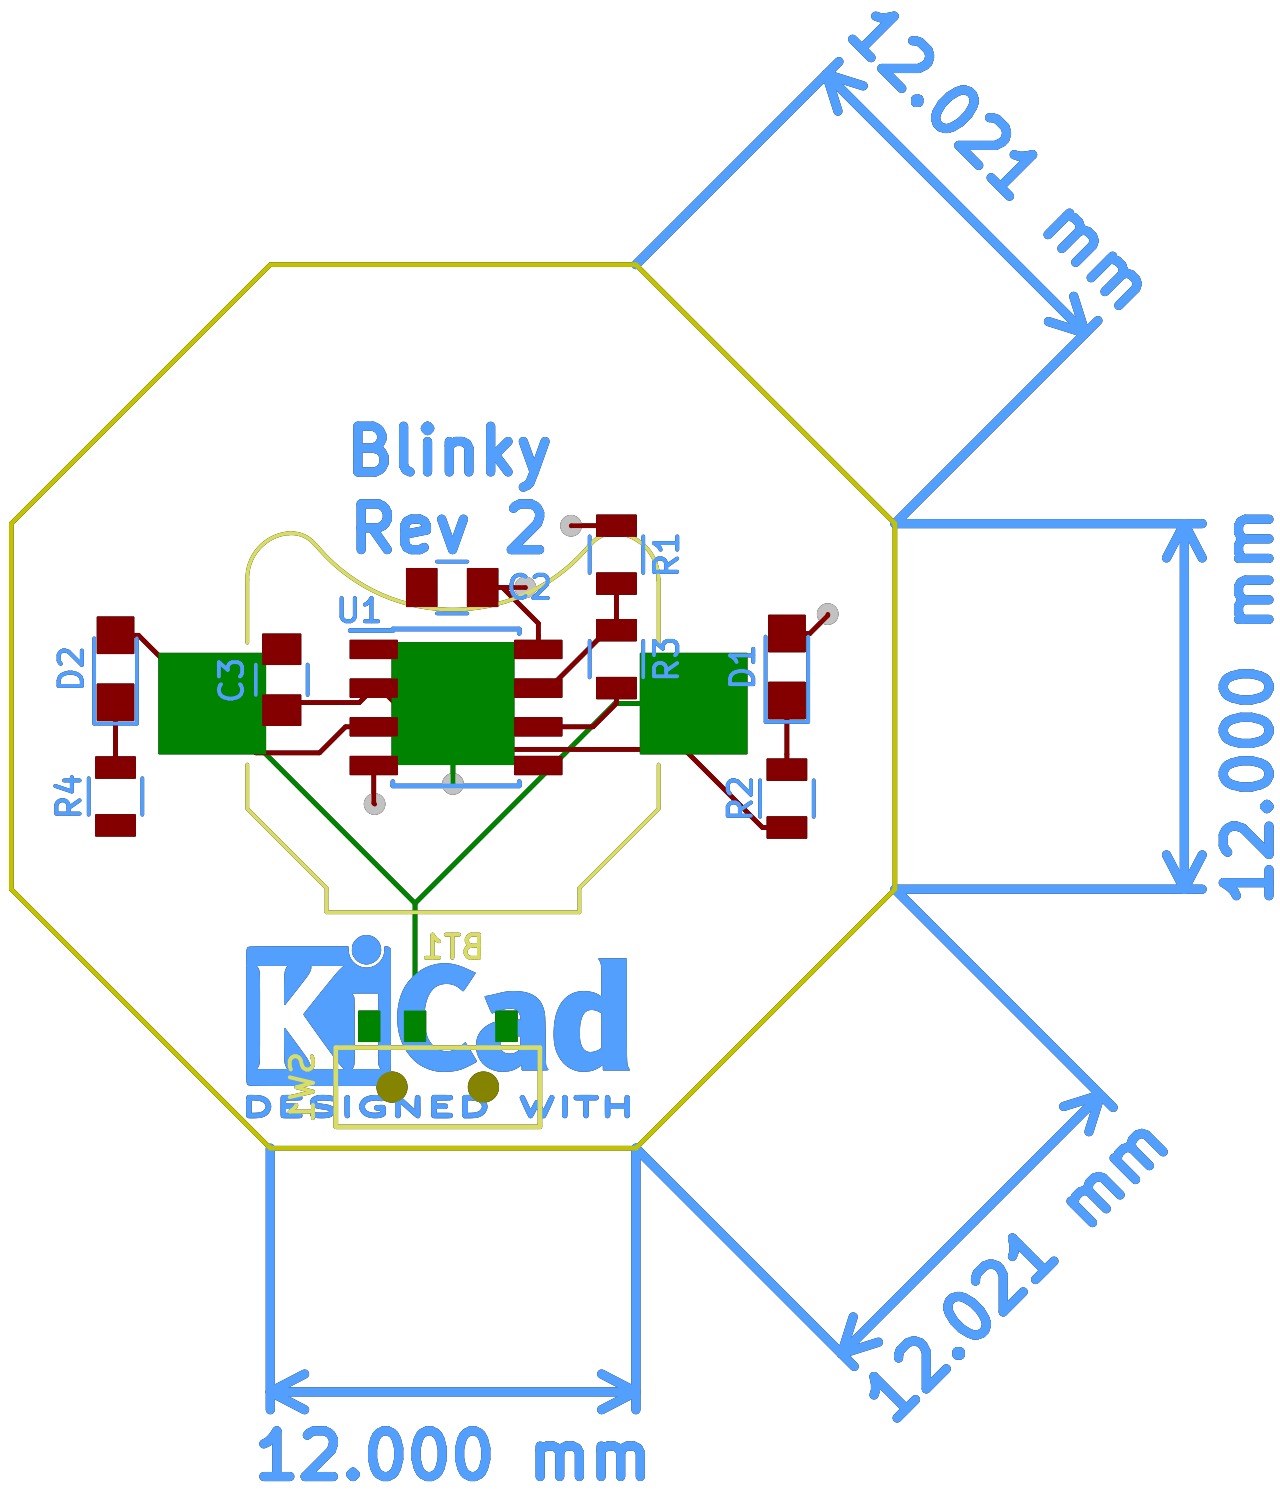 12.021 mm
Blinky
Rev 2
R1
C2
U1
12.000 mm
D2
C3
R3
D1
R4
R2
BT1
KiCad
SW1
DESIGNED WITH
12.021 mm
12.000 mm